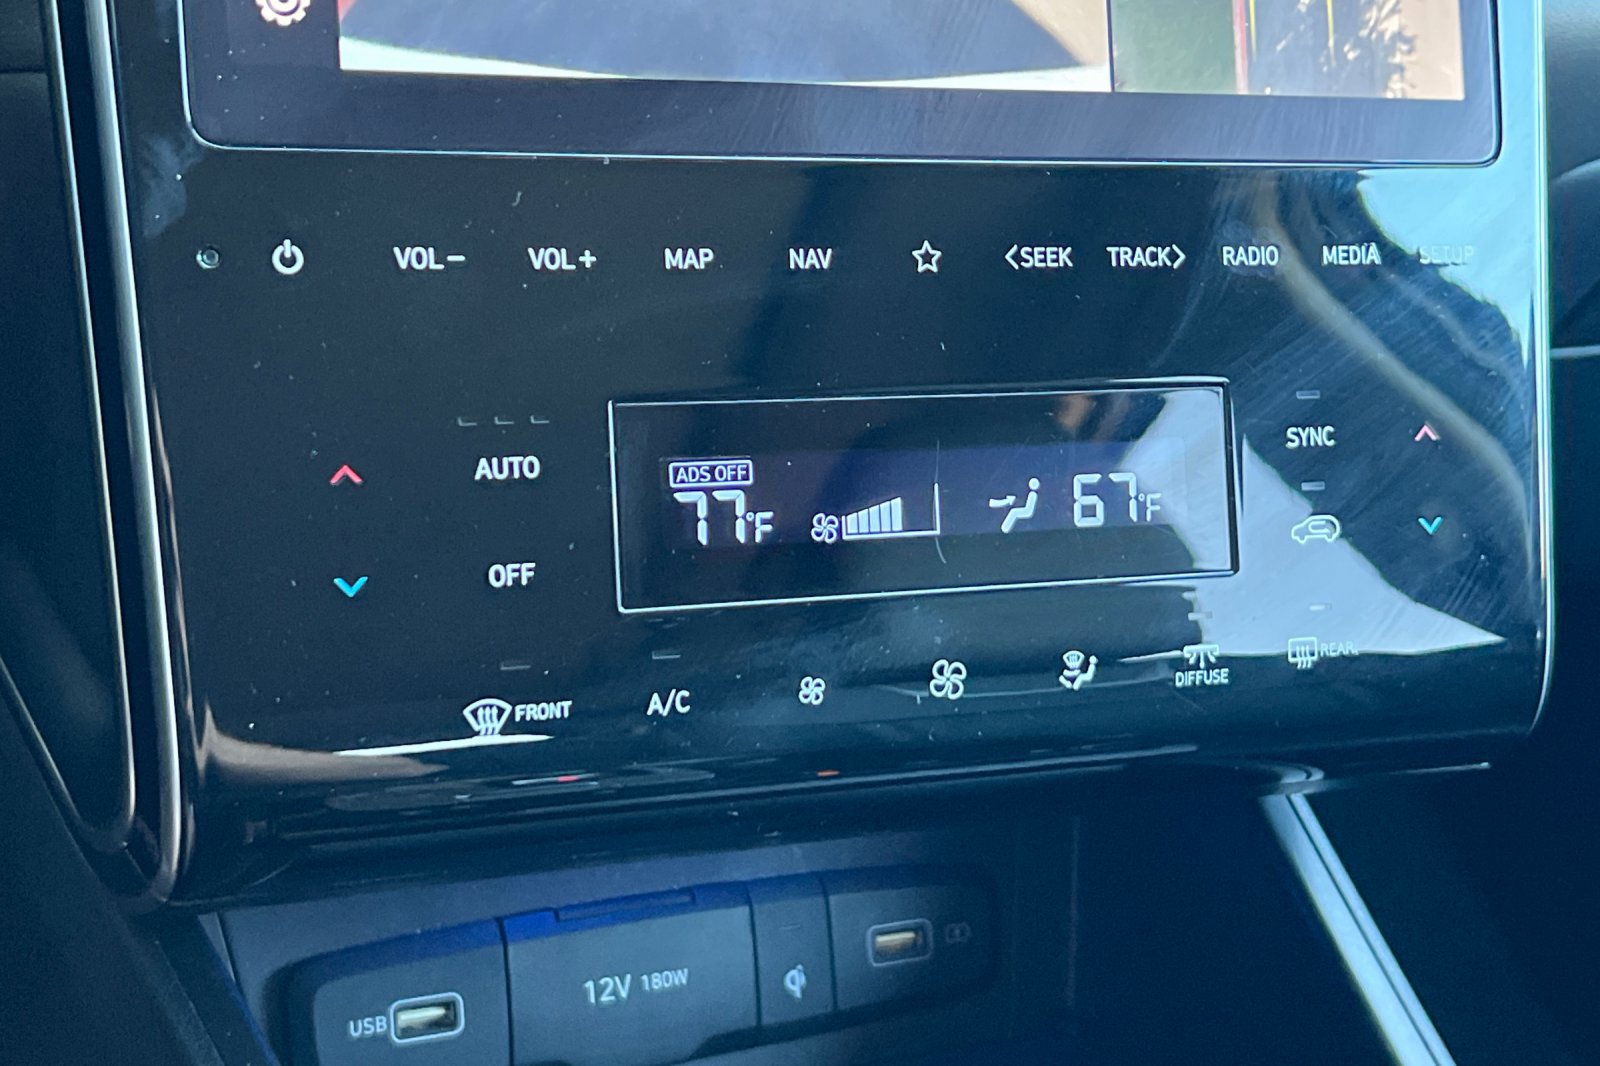 VOL− VOL+ MAP NAV <SEEK TRACK> RADIO MEDIA SETUP
AUTO
SYNC
ADS OFF
77°F 67°F
OFF
FRONT A/C DIFFUSE REAR
USB 12V 180W